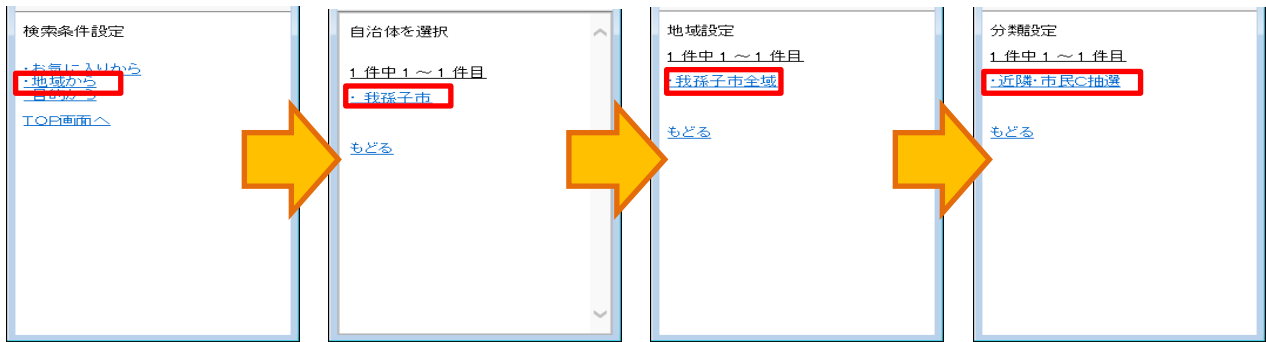 検索条件設定
・お気に入りから
・地域から
・目的から
TOP画面へ
自治体を選択
1 件中 1 ～ 1 件目
・我孫子市
もどる
地域設定
1 件中 1 ～ 1 件目
・我孫子市全域
もどる
分類設定
1 件中 1 ～ 1 件目
・近隣・市民C抽選
もどる